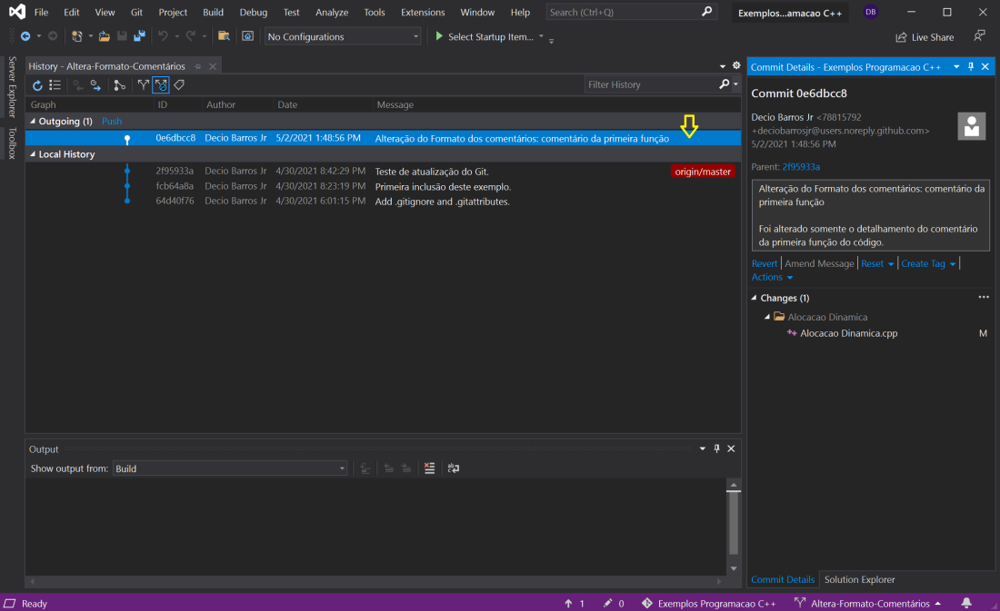 File Edit View Git Project Build Debug Test Analyze Tools Extensions Window Help Search (Ctrl+Q) Exemplos...amacao C++ DB
No Configurations Select Startup Item... Live Share
Server Explorer
Toolbox
History - Altera-Formato-Comentários
Filter History
Graph ID Author Date Message
Outgoing (1) Push
0e6dbcc8 Decio Barros Jr 5/2/2021 1:48:56 PM Alteração do Formato dos comentários: comentário da primeira função
Local History
2f95933a Decio Barros Jr 4/30/2021 8:42:29 PM Teste de atualização do Git. origin/master
fcb64a8a Decio Barros Jr 4/30/2021 8:23:19 PM Primeira inclusão deste exemplo.
64d40f76 Decio Barros Jr 4/30/2021 6:01:15 PM Add .gitignore and .gitattributes.
Output
Show output from: Build
Commit Details - Exemplos Programacao C++
Commit 0e6dbcc8
Decio Barros Jr <78815792
+deciobarrosjr@users.noreply.github.com>
5/2/2021 1:48:56 PM
Parent: 2f95933a
Alteração do Formato dos comentários: comentário da
primeira função
Foi alterado somente o detalhamento do comentário
da primeira função do código.
Revert Amend Message Reset Create Tag
Actions
Changes (1) ...
Alocacao Dinamica
Alocacao Dinamica.cpp M
Commit Details Solution Explorer
Ready 1 0 Exemplos Programacao C++ Altera-Formato-Comentários